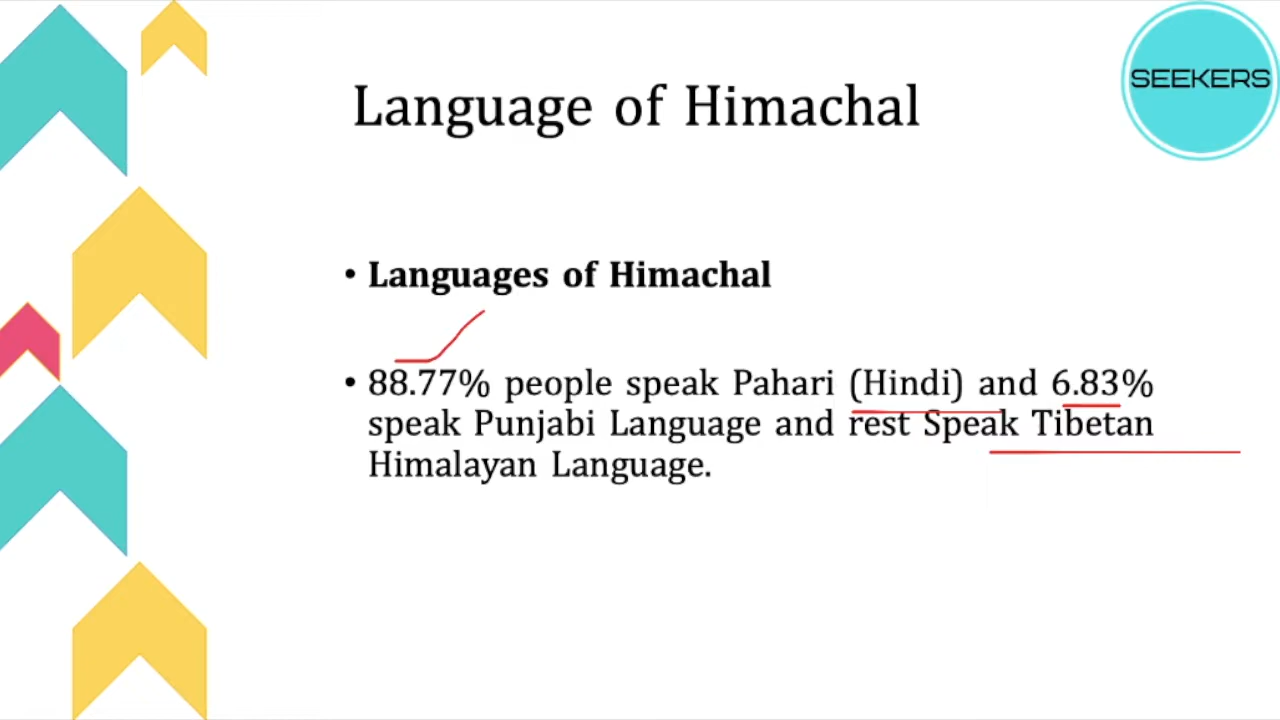 SEEKERS
Language of Himachal
• Languages of Himachal
• 88.77% people speak Pahari (Hindi) and 6.83%
speak Punjabi Language and rest Speak Tibetan
Himalayan Language.